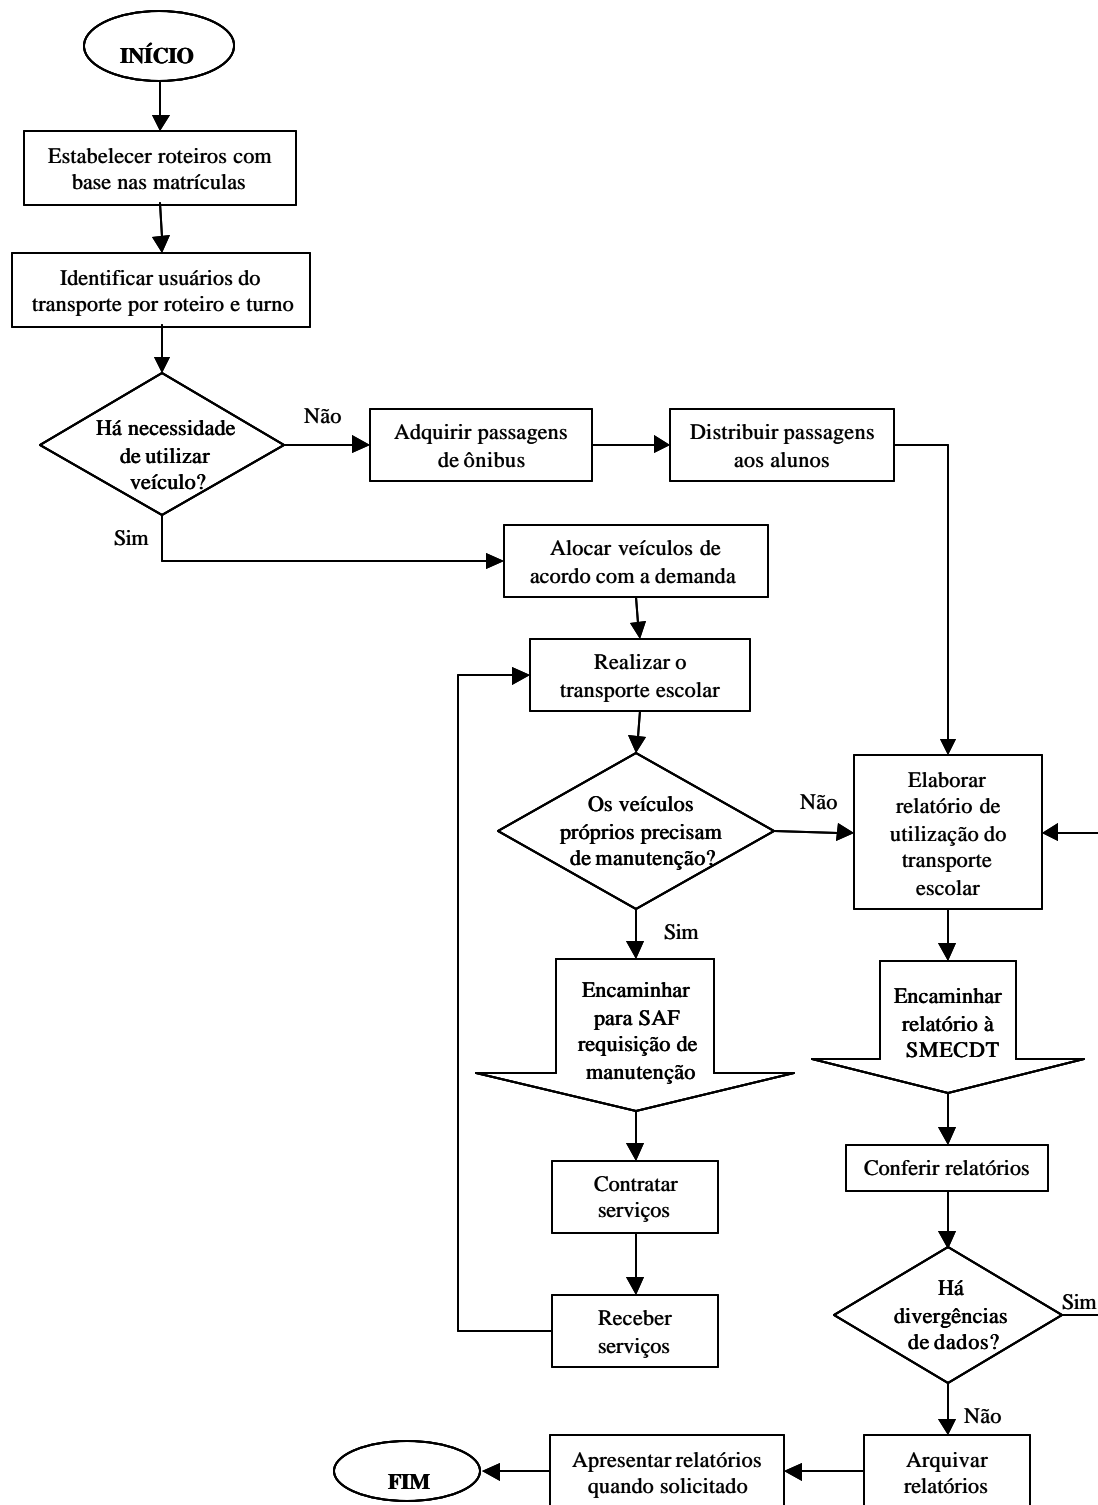 INÍCIO
Estabelecer roteiros com
base nas matrículas
Identificar usuários do
transporte por roteiro e turno
Há necessidade
de utilizar
veículo?
Não
Adquirir passagens
de ônibus
Distribuir passagens
aos alunos
Sim
Alocar veículos de
acordo com a demanda
Realizar o
transporte escolar
Os veículos
próprios precisam
de manutenção?
Não
Elaborar
relatório de
utilização do
transporte
escolar
Sim
Encaminhar
para SAF
requisição de
manutenção
Encaminhar
relatório à
SMECDT
Contratar
serviços
Conferir relatórios
Receber
serviços
Há
divergências
de dados?
Sim
Não
Arquivar
relatórios
Apresentar relatórios
quando solicitado
FIM